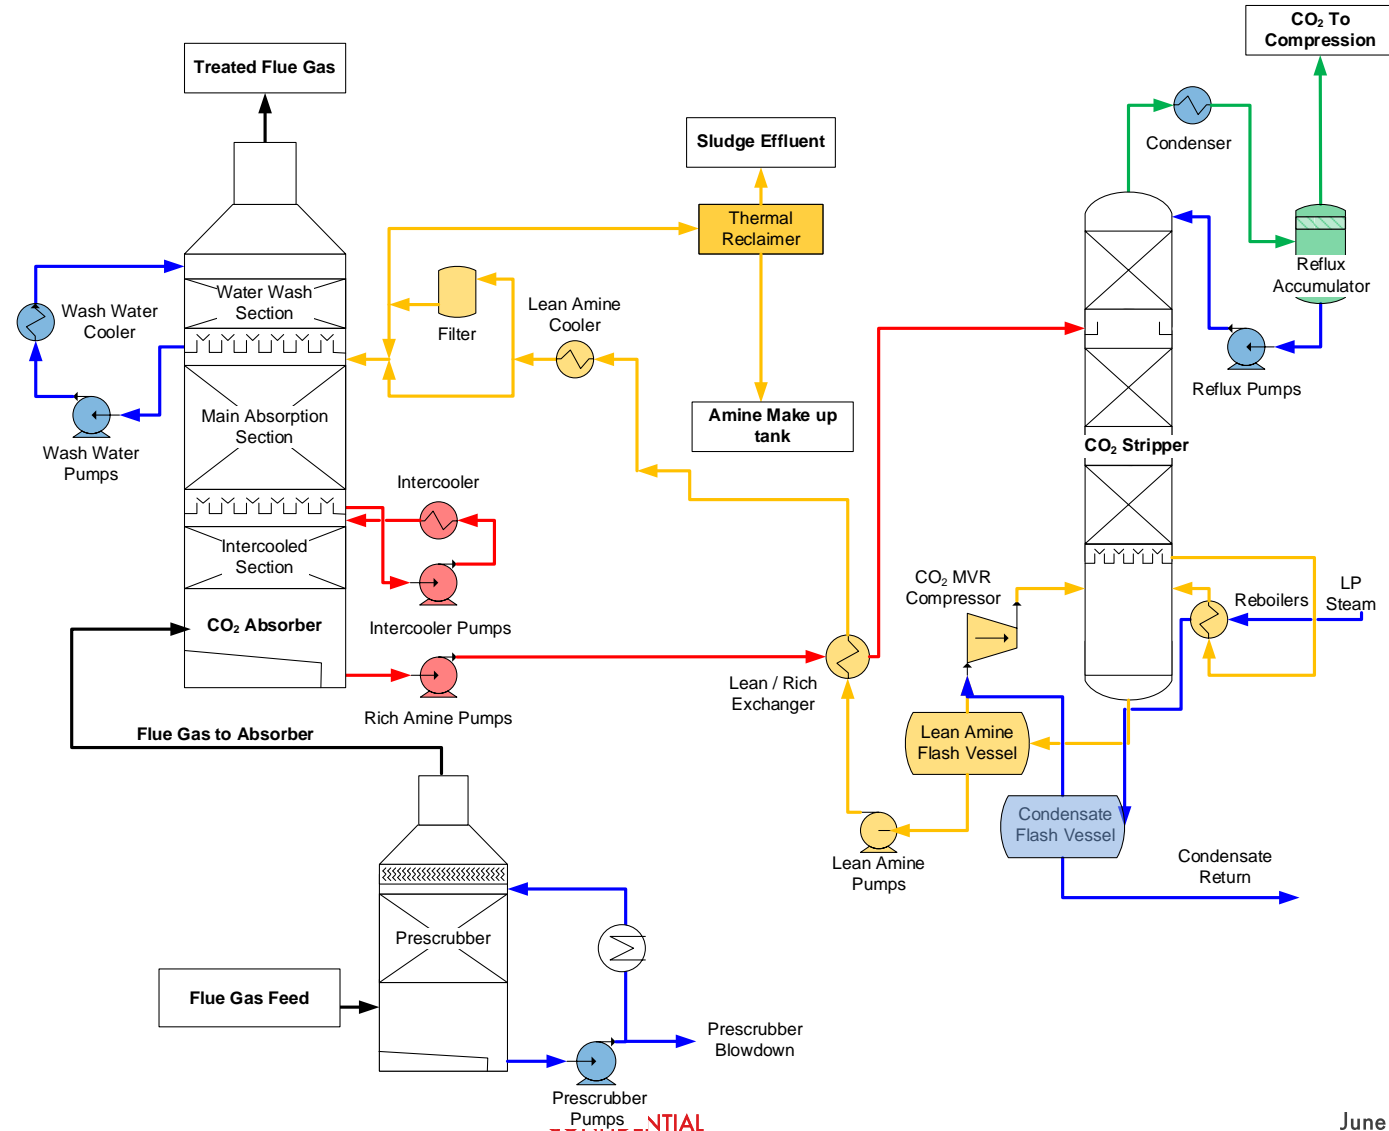 CO₂ To
Compression
Treated Flue Gas
Sludge Effluent
Condenser
Thermal
Reclaimer
Reflux
Accumulator
Water Wash
Section
Wash Water
Cooler
Lean Amine
Cooler
Filter
Reflux Pumps
Main Absorption
Section
Amine Make up
tank
Wash Water
Pumps
CO₂ Stripper
Intercooler
Intercooled
Section
CO₂ MVR
Compressor
Reboilers
LP
Steam
CO₂ Absorber
Intercooler Pumps
Lean / Rich
Exchanger
Rich Amine Pumps
Flue Gas to Absorber
Lean Amine
Flash Vessel
Condensate
Flash Vessel
Lean Amine
Pumps
Condensate
Return
Prescrubber
Flue Gas Feed
Prescrubber
Blowdown
Prescrubber
Pumps
NTIAL
June